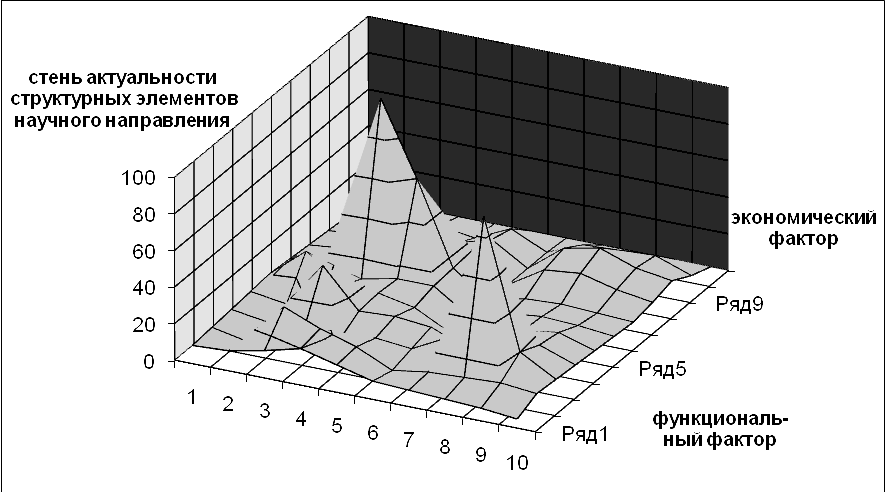 стень актуальности
структурных элементов
научного направления
100
80
60
40
20
0
1 2 3 4 5 6 7 8 9 10
экономический
фактор
Ряд9
Ряд5
Ряд1
функциональ-
ный фактор